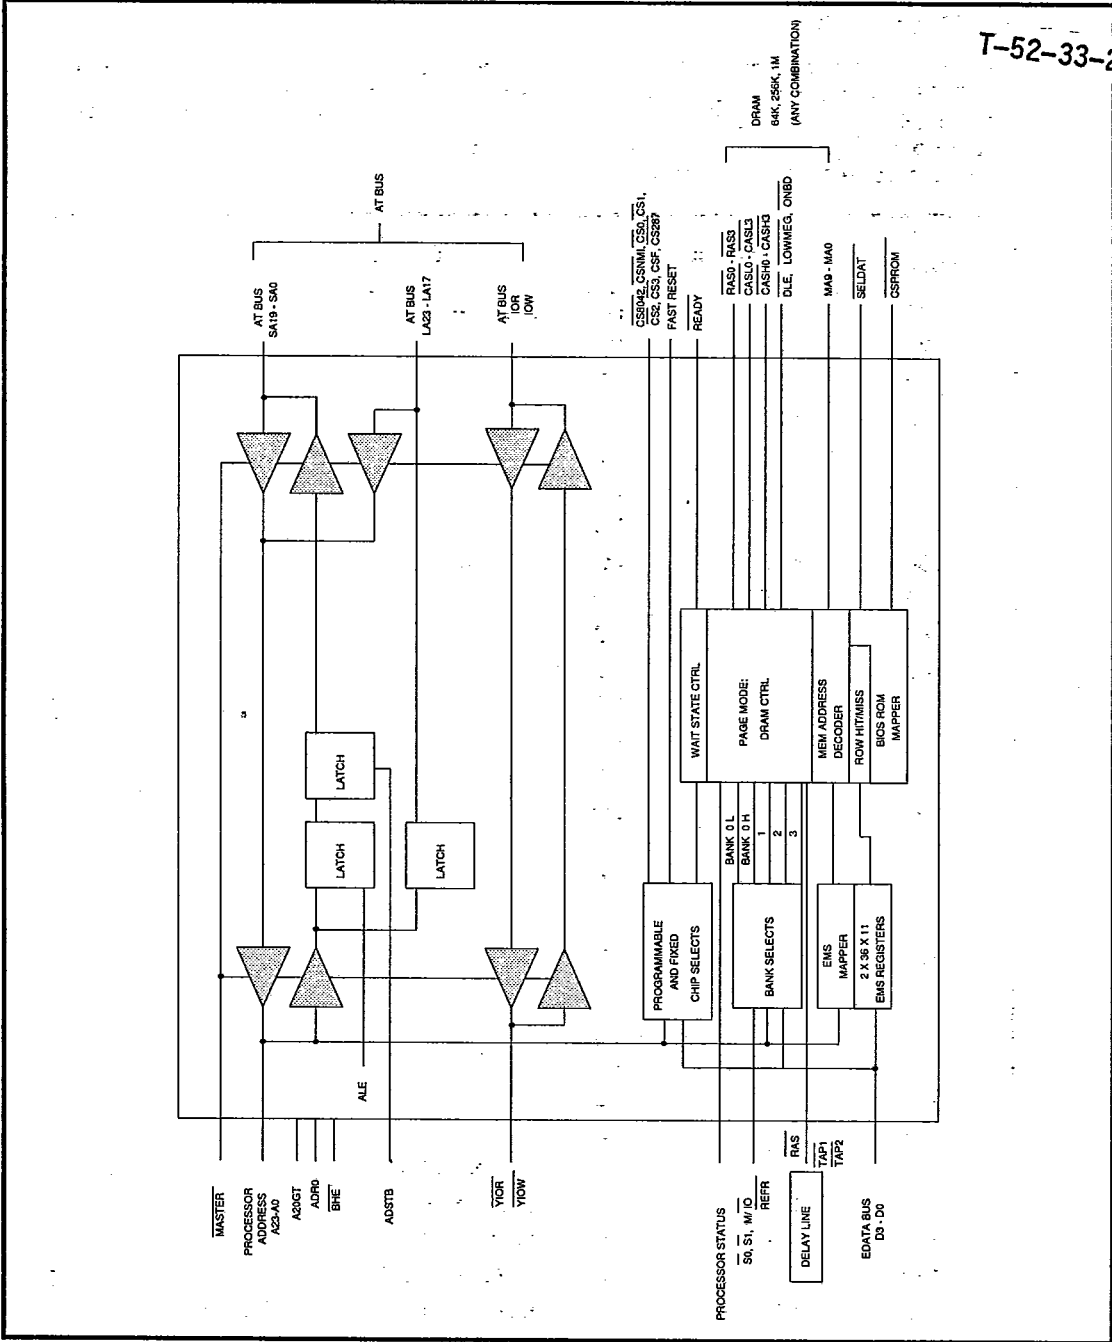 T-52-33-2
MASTER
PROCESSOR
ADDRESS
A23-A0
A20GT
ADR0
BHE
ADSTB
YIOR
YIOW
PROCESSOR STATUS
S0, S1, M/IO
REFR
RAS
DELAY LINE
TAP1
TAP2
EDATA BUS
D3 - D0
ALE
LATCH
LATCH
LATCH
PROGRAMMABLE
AND FIXED
CHIP SELECTS
BANK SELECTS
EMS
MAPPER
2 X 36 X 11
EMS REGISTERS
BANK 0 L
BANK 0 H
1
2
3
WAIT STATE CTRL
PAGE MODE:
DRAM CTRL
MEM ADDRESS
DECODER
ROW HIT/MISS
BIOS ROM
MAPPER
AT BUS
SA19 - SA0
AT BUS
LA23 - LA17
AT BUS
IOR
IOW
AT BUS
CS8042, CSNMI, CS0, CS1,
CS2, CS3, CSF, CS287
FAST RESET
READY
RAS0 - RAS3
CASL0 - CASL3
CASH0 - CASH3
DLE, LOWMEG, ONBD
MA9 - MA0
SELDAT
CSPROM
DRAM
64K, 256K, 1M
(ANY COMBINATION)